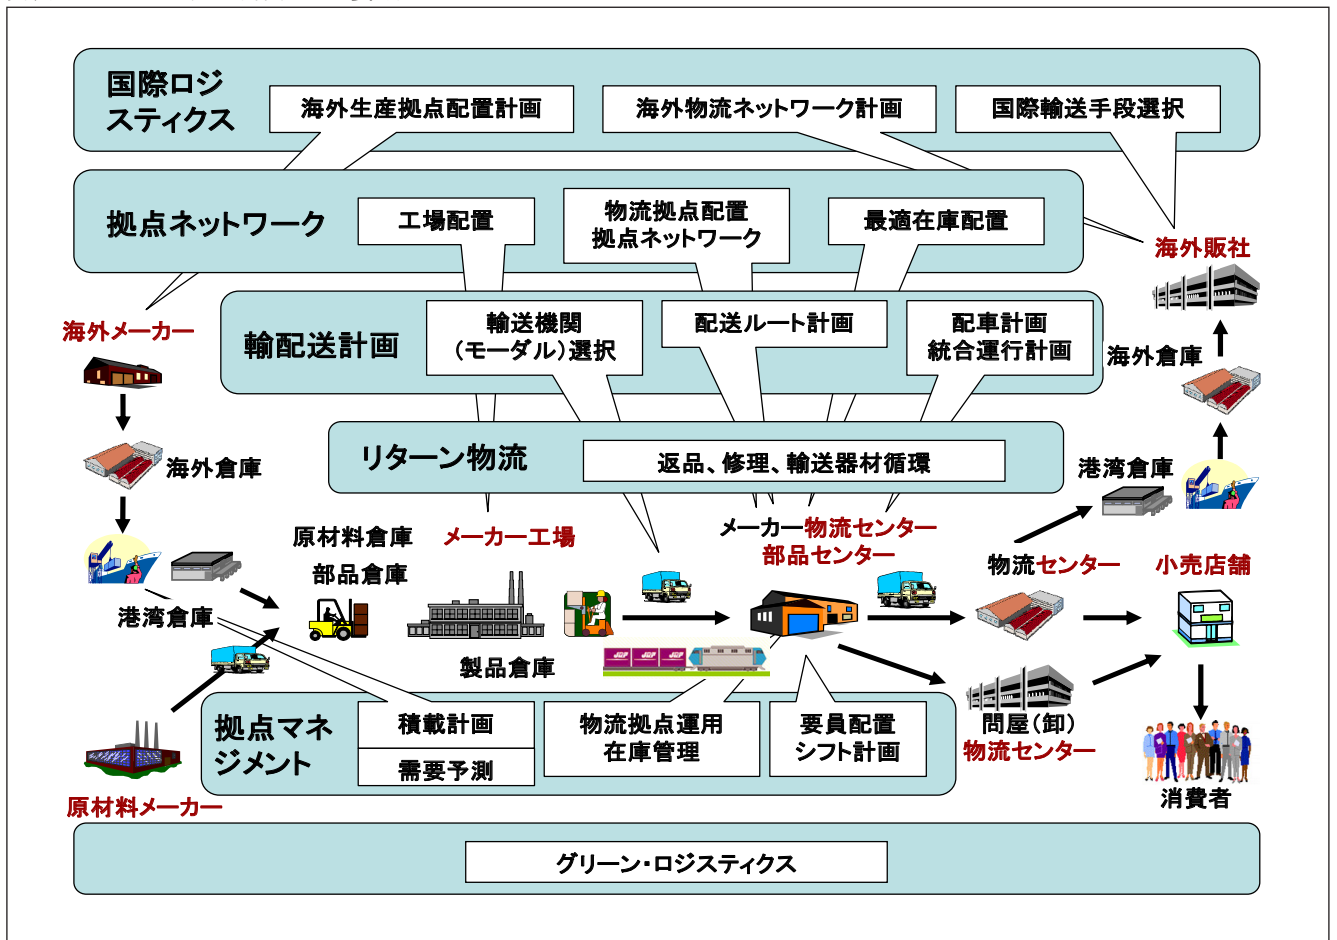 国際ロジ
スティクス
海外生産拠点配置計画
海外物流ネットワーク計画
国際輸送手段選択
拠点ネットワーク
工場配置
物流拠点配置
拠点ネットワーク
最適在庫配置
海外販社
海外メーカー
輸配送計画
輸送機関
（モーダル）選択
配送ルート計画
配車計画
統合運行計画
海外倉庫
リターン物流
返品、修理、輸送器材循環
海外倉庫
港湾倉庫
原材料倉庫
部品倉庫
メーカー工場
メーカー物流センター
部品センター
物流センター
小売店舗
港湾倉庫
製品倉庫
拠点マネ
ジメント
積載計画
需要予測
物流拠点運用
在庫管理
要員配置
シフト計画
問屋（卸）
物流センター
原材料メーカー
消費者
グリーン・ロジスティクス